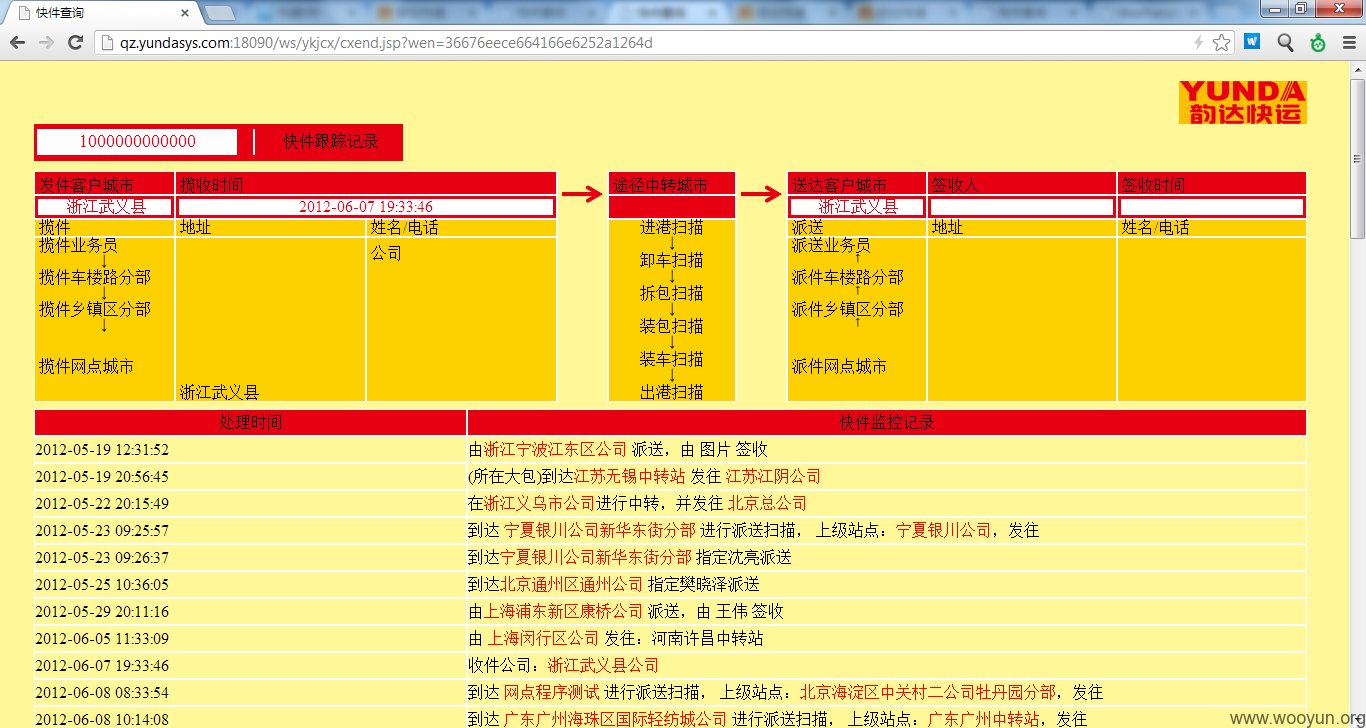 快件查询
qz.yundasys.com:18090/ws/ykjcx/cxend.jsp?wen=36676eece664166e6252a1264d
YUNDA
韵达快运
1000000000000 快件跟踪记录
发件客户城市 揽收时间 途径中转城市 送达客户城市 签收人 签收时间
浙江武义县 2012-06-07 19:33:46 浙江武义县
揽件 地址 姓名/电话 进港扫描 派送 地址 姓名/电话
揽件业务员 公司 ↓ 派送业务员
↓ 卸车扫描 ↑
揽件车楼路分部 ↓ 派件车楼路分部
↓ 拆包扫描 ↑
揽件乡镇区分部 ↓ 派件乡镇区分部
↓ 装包扫描 ↑
↓
揽件网点城市 装车扫描 派件网点城市
↓
浙江武义县 出港扫描
处理时间 快件监控记录
2012-05-19 12:31:52 由浙江宁波江东区公司 派送，由 图片 签收
2012-05-19 20:56:45 (所在大包)到达江苏无锡中转站 发往 江苏江阴公司
2012-05-22 20:15:49 在浙江义乌市公司进行中转，并发往 北京总公司
2012-05-23 09:25:57 到达 宁夏银川公司新华东街分部 进行派送扫描， 上级站点：宁夏银川公司，发往
2012-05-23 09:26:37 到达宁夏银川公司新华东街分部 指定沈亮派送
2012-05-25 10:36:05 到达北京通州区通州公司 指定樊晓泽派送
2012-05-29 20:11:16 由上海浦东新区康桥公司 派送，由 王伟 签收
2012-06-05 11:33:09 由 上海闵行区公司 发往：河南许昌中转站
2012-06-07 19:33:46 收件公司：浙江武义县公司
2012-06-08 08:33:54 到达 网点程序测试 进行派送扫描， 上级站点：北京海淀区中关村二公司牡丹园分部，发往
2012-06-08 10:14:08 到达 广东广州海珠区国际轻纺城公司 进行派送扫描， 上级站点：广东广州中转站，发往
www.wooyun.org